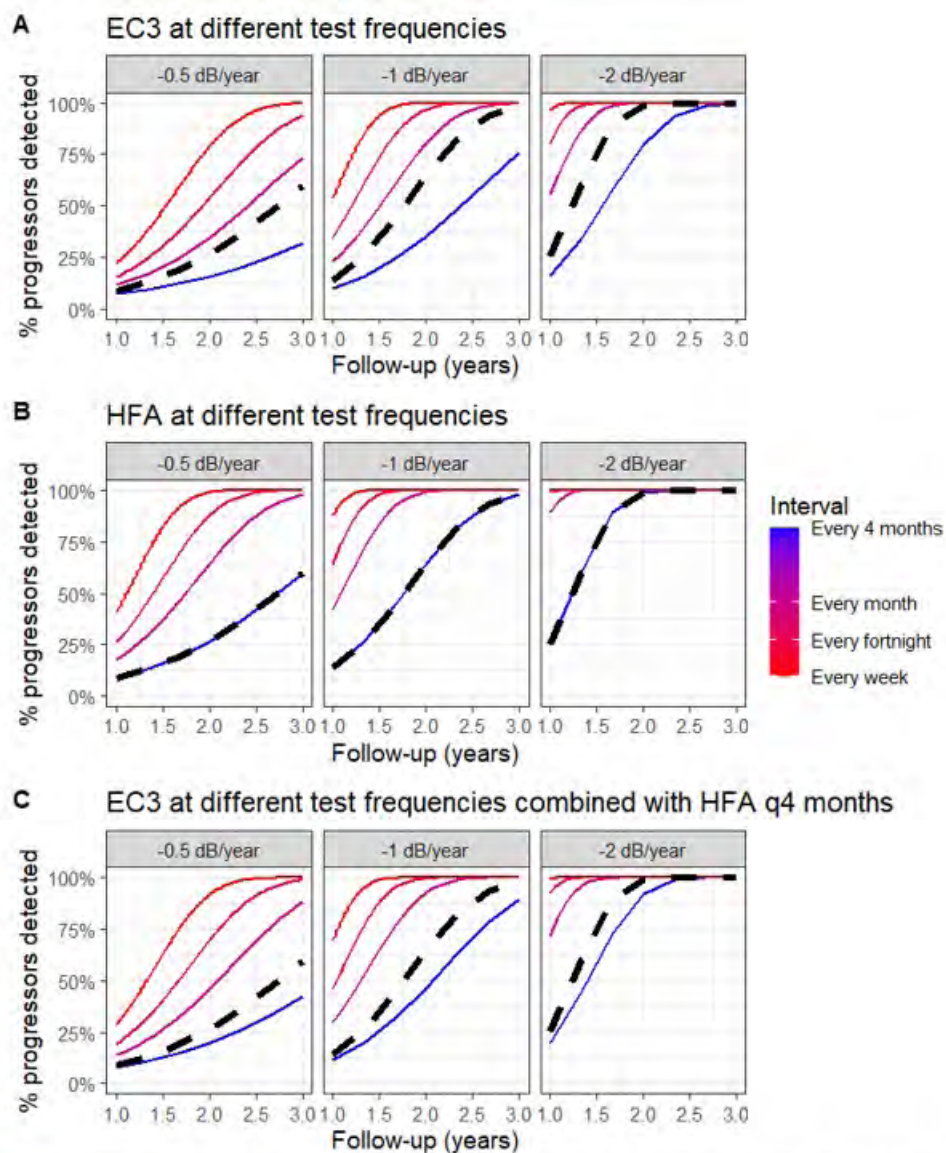 A EC3 at different test frequencies
-0.5 dB/year -1 dB/year -2 dB/year
% progressors detected
100%
75%
50%
25%
0%
1.0 1.5 2.0 2.5 3.0 1.0 1.5 2.0 2.5 3.0 1.0 1.5 2.0 2.5 3.0
Follow-up (years)
B HFA at different test frequencies
-0.5 dB/year -1 dB/year -2 dB/year
% progressors detected
100%
75%
50%
25%
0%
1.0 1.5 2.0 2.5 3.0 1.0 1.5 2.0 2.5 3.0 1.0 1.5 2.0 2.5 3.0
Follow-up (years)
Interval
Every 4 months
Every month
Every fortnight
Every week
C EC3 at different test frequencies combined with HFA q4 months
-0.5 dB/year -1 dB/year -2 dB/year
% progressors detected
100%
75%
50%
25%
0%
1.0 1.5 2.0 2.5 3.0 1.0 1.5 2.0 2.5 3.0 1.0 1.5 2.0 2.5 3.0
Follow-up (years)